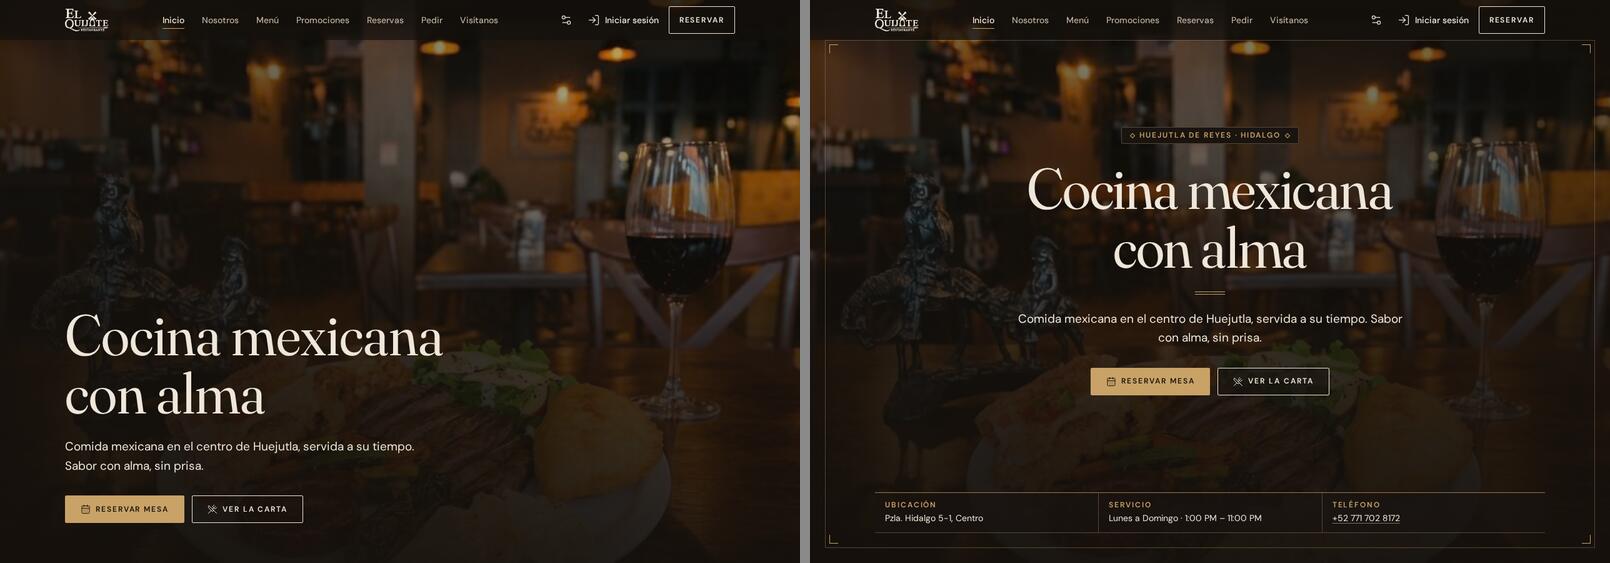 EL QUIJOTE
RESTAURANTE
Inicio Nosotros Menú Promociones Reservas Pedir Visítanos Iniciar sesión RESERVAR
Cocina mexicana
con alma
Comida mexicana en el centro de Huejutla, servida a su tiempo.
Sabor con alma, sin prisa.
RESERVAR MESA VER LA CARTA
EL QUIJOTE
RESTAURANTE
Inicio Nosotros Menú Promociones Reservas Pedir Visítanos Iniciar sesión RESERVAR
◇ HUEJUTLA DE REYES · HIDALGO ◇
Cocina mexicana
con alma
Comida mexicana en el centro de Huejutla, servida a su tiempo. Sabor
con alma, sin prisa.
RESERVAR MESA VER LA CARTA
UBICACIÓN SERVICIO TELÉFONO
Pzla. Hidalgo 5-1, Centro Lunes a Domingo · 1:00 PM – 11:00 PM +52 771 702 8172